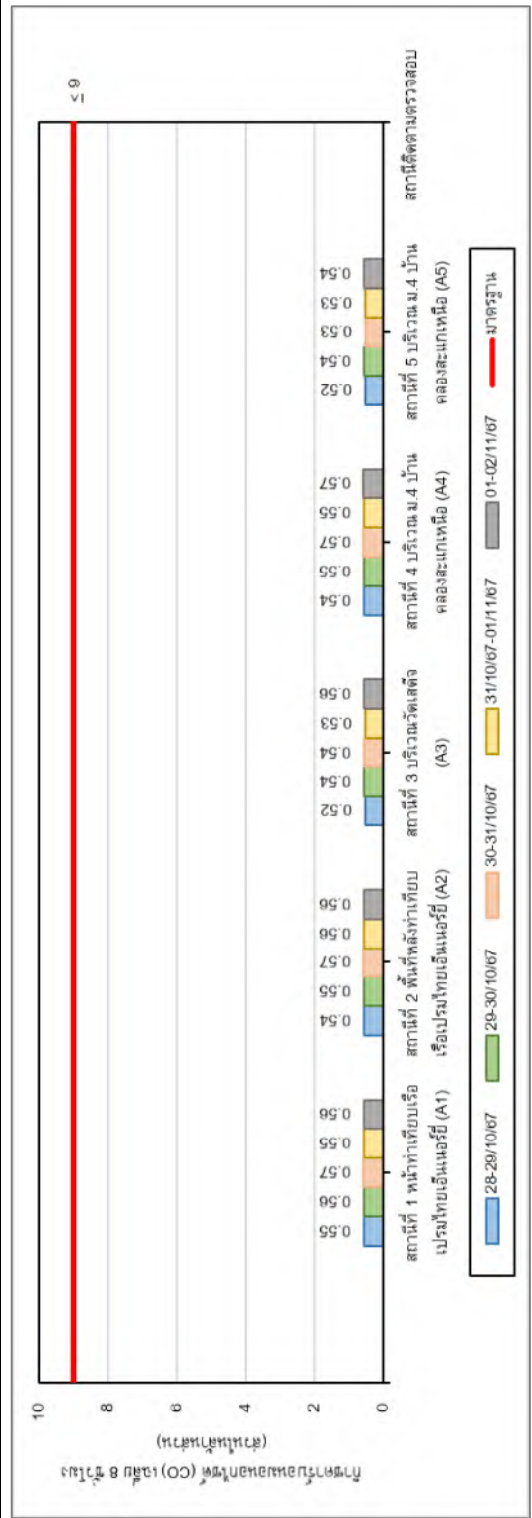 ก๊าซคาร์บอนมอนอกไซด์ (CO) เฉลี่ย 8 ชั่วโมง
(ส่วนในล้านส่วน)
10
8
6
4
2
0
≤ 9
0.55
0.56
0.57
0.55
0.56
0.54
0.55
0.57
0.56
0.56
0.52
0.54
0.54
0.53
0.56
0.54
0.55
0.57
0.55
0.57
0.52
0.54
0.53
0.53
0.54
สถานีที่ 1 หน้าท่าเทียบเรือ
เปรมไทยเอ็นเนอร์ยี่ (A1)
สถานีที่ 2 พื้นที่หลังท่าเทียบ
เรือเปรมไทยเอ็นเนอร์ยี่ (A2)
สถานีที่ 3 บริเวณวัดเสด็จ
(A3)
สถานีที่ 4 บริเวณ ม.4 บ้าน
คลองสะแกเหนือ (A4)
สถานีที่ 5 บริเวณ ม.4 บ้าน
คลองสะแกเหนือ (A5)
สถานีติดตามตรวจสอบ
28-29/10/67 29-30/10/67 30-31/10/67 31/10/67-01/11/67 01-02/11/67 มาตรฐาน